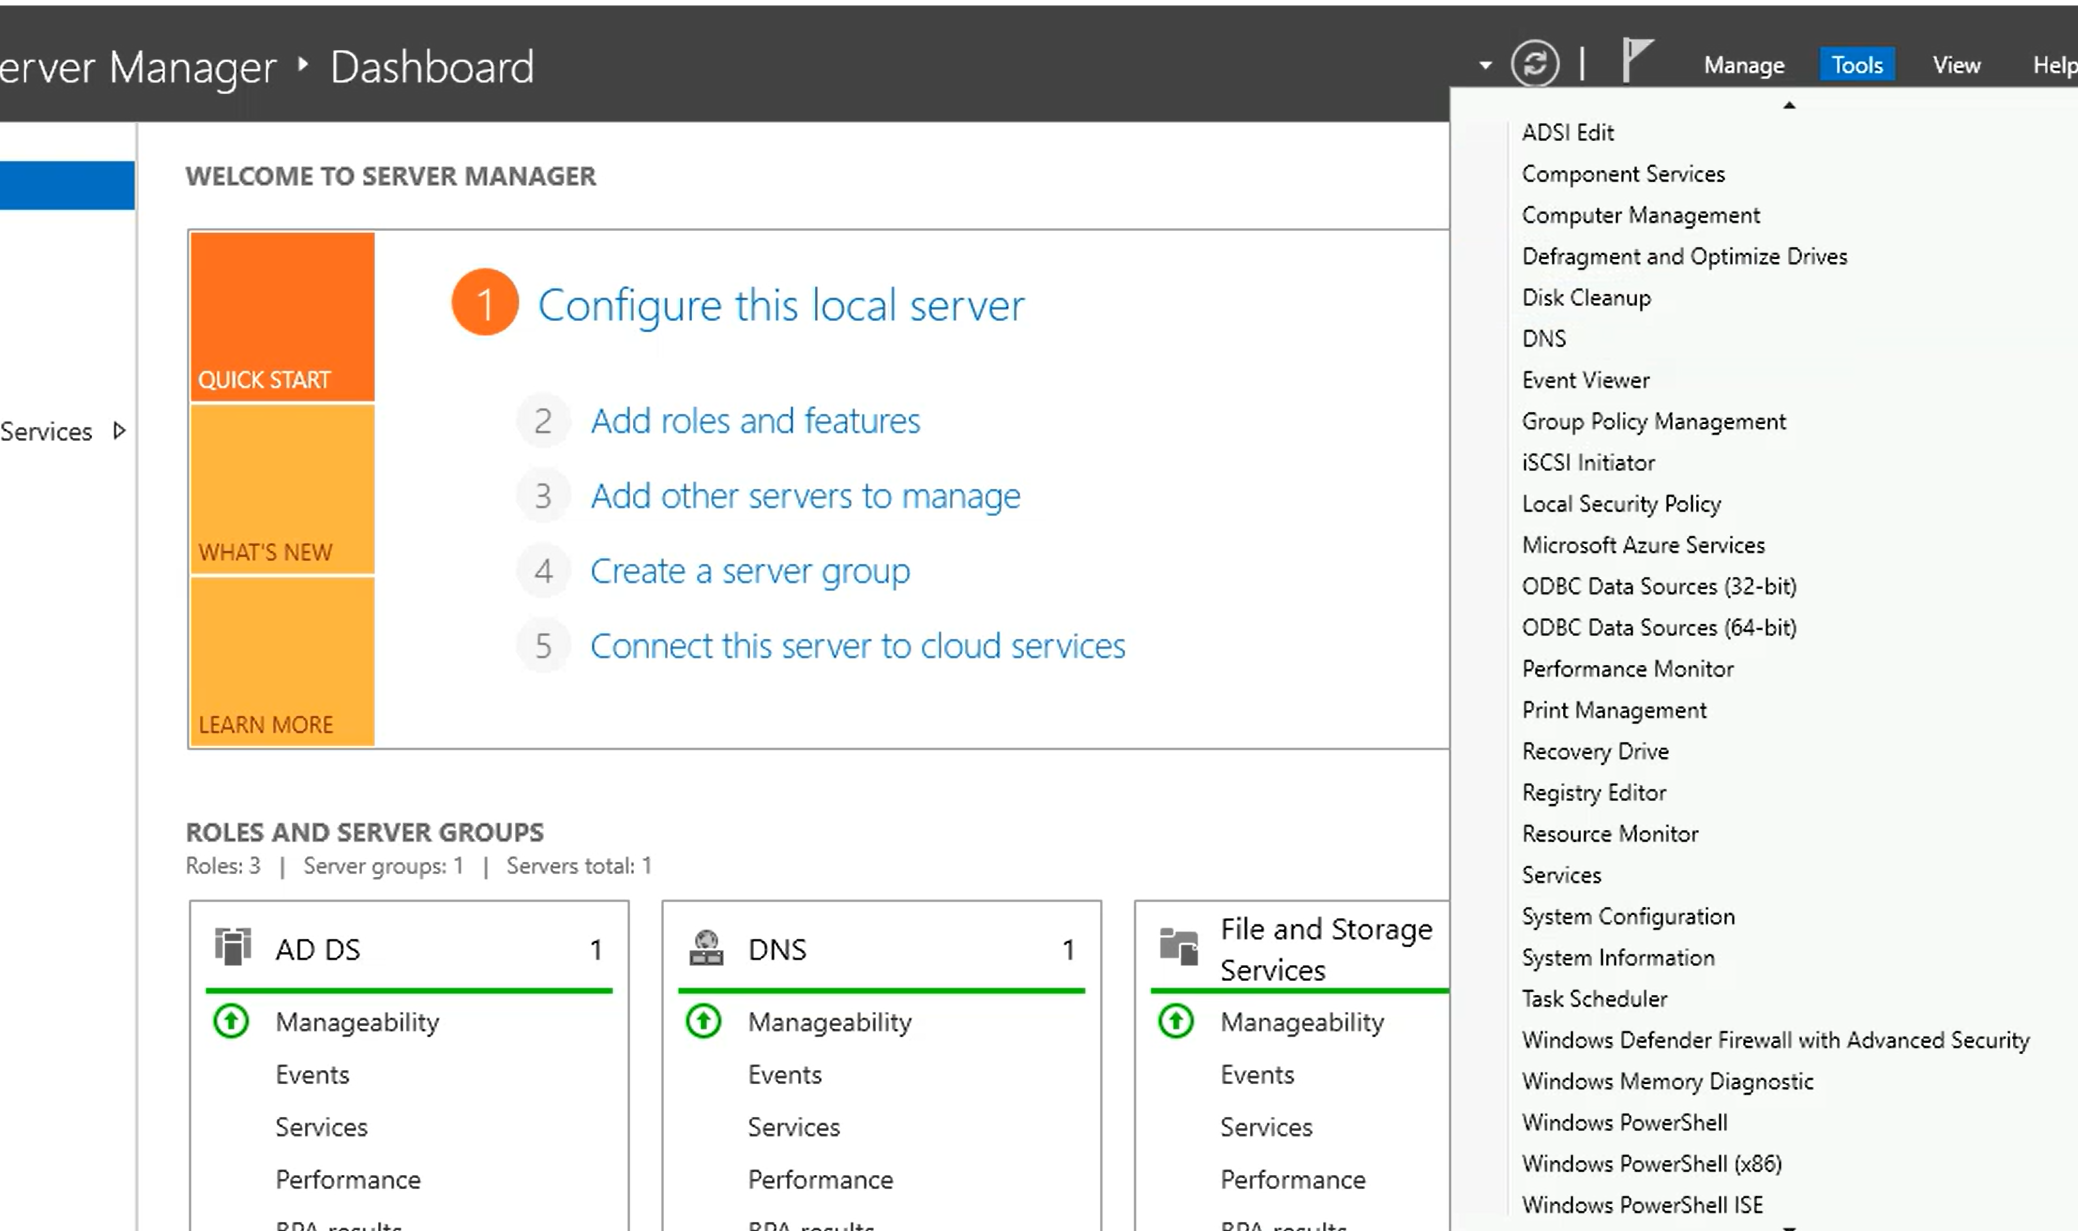 erver Manager ‣ Dashboard
Manage Tools View Help
WELCOME TO SERVER MANAGER
QUICK START
WHAT'S NEW
LEARN MORE
1 Configure this local server
2 Add roles and features
3 Add other servers to manage
4 Create a server group
5 Connect this server to cloud services
Services
ROLES AND SERVER GROUPS
Roles: 3 | Server groups: 1 | Servers total: 1
AD DS 1
Manageability
Events
Services
Performance
BPA results
DNS 1
Manageability
Events
Services
Performance
BPA results
File and Storage
Services
Manageability
Events
Services
Performance
BPA results
ADSI Edit
Component Services
Computer Management
Defragment and Optimize Drives
Disk Cleanup
DNS
Event Viewer
Group Policy Management
iSCSI Initiator
Local Security Policy
Microsoft Azure Services
ODBC Data Sources (32-bit)
ODBC Data Sources (64-bit)
Performance Monitor
Print Management
Recovery Drive
Registry Editor
Resource Monitor
Services
System Configuration
System Information
Task Scheduler
Windows Defender Firewall with Advanced Security
Windows Memory Diagnostic
Windows PowerShell
Windows PowerShell (x86)
Windows PowerShell ISE